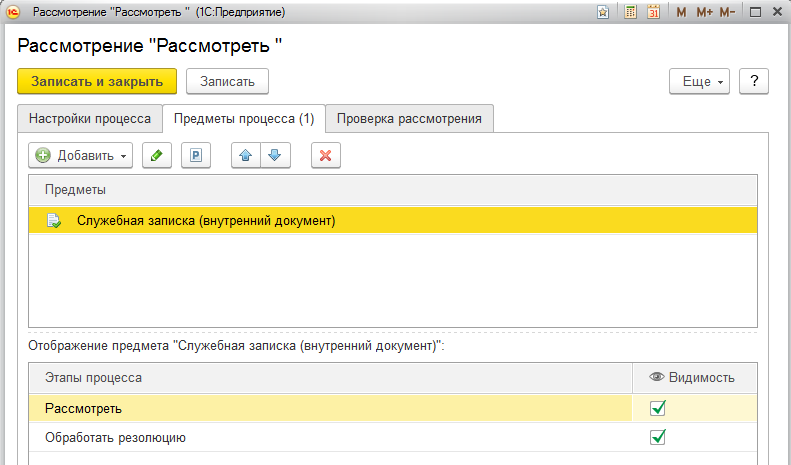 Рассмотрение "Рассмотреть " (1С:Предприятие)
31 M M+ M-
Рассмотрение "Рассмотреть "
Записать и закрыть Записать Еще ?
Настройки процесса Предметы процесса (1) Проверка рассмотрения
Добавить P
Предметы
Служебная записка (внутренний документ)
Отображение предмета "Служебная записка (внутренний документ)":
Этапы процесса Видимость
Рассмотреть
Обработать резолюцию